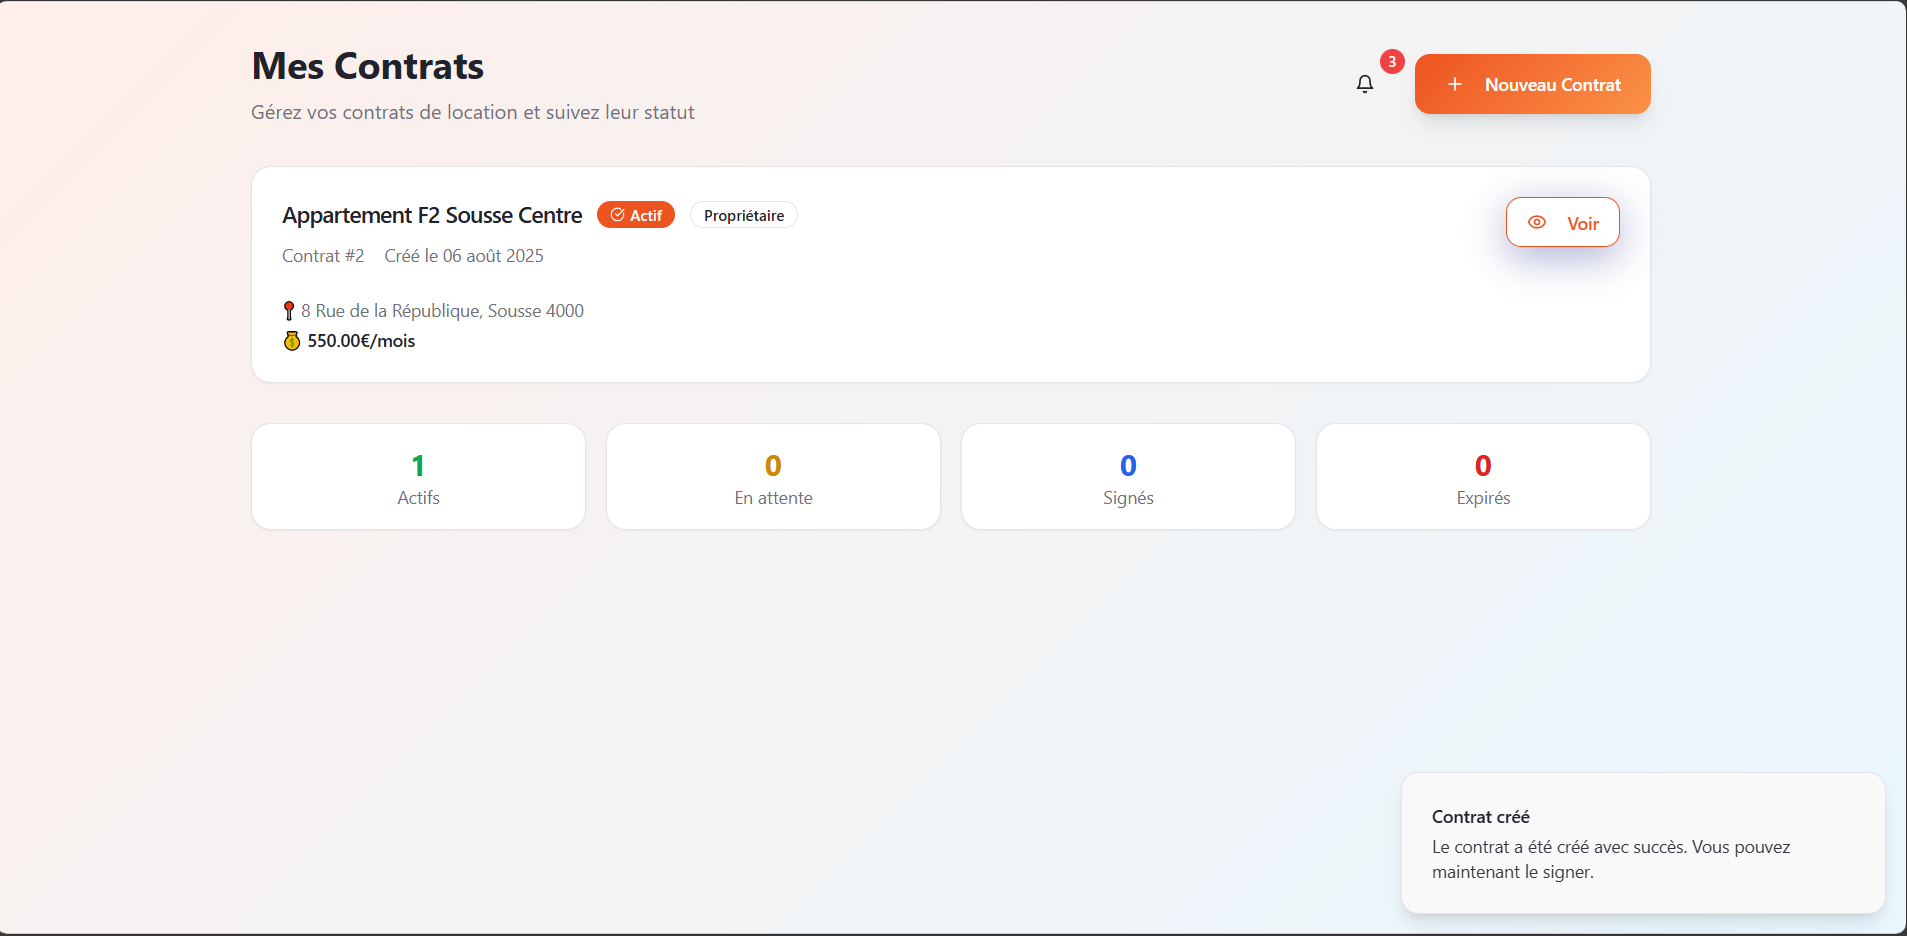 Mes Contrats
Gérez vos contrats de location et suivez leur statut
3
+ Nouveau Contrat
Appartement F2 Sousse Centre
Actif
Propriétaire
Voir
Contrat #2 Créé le 06 août 2025
8 Rue de la République, Sousse 4000
550.00€/mois
1
Actifs
0
En attente
0
Signés
0
Expirés
Contrat créé
Le contrat a été créé avec succès. Vous pouvez
maintenant le signer.